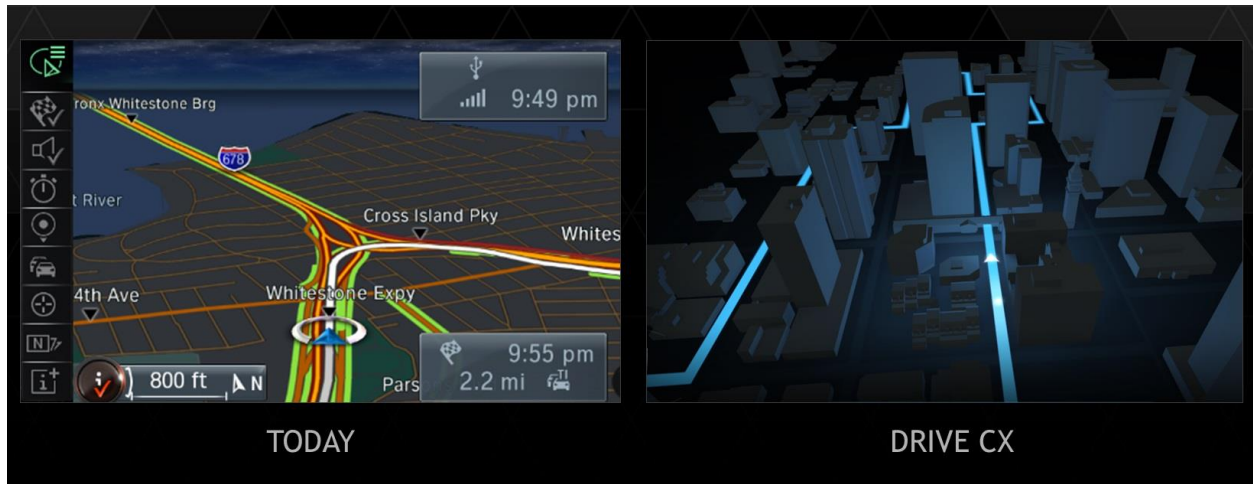 9:49 pm
ronx-Whitestone Brg
678
t River
Cross Island Pky
Whites
4th Ave
Whitestone Expy
9:55 pm
800 ft
N
Pars
2.2 mi
TI
N
i
TODAY
DRIVE CX